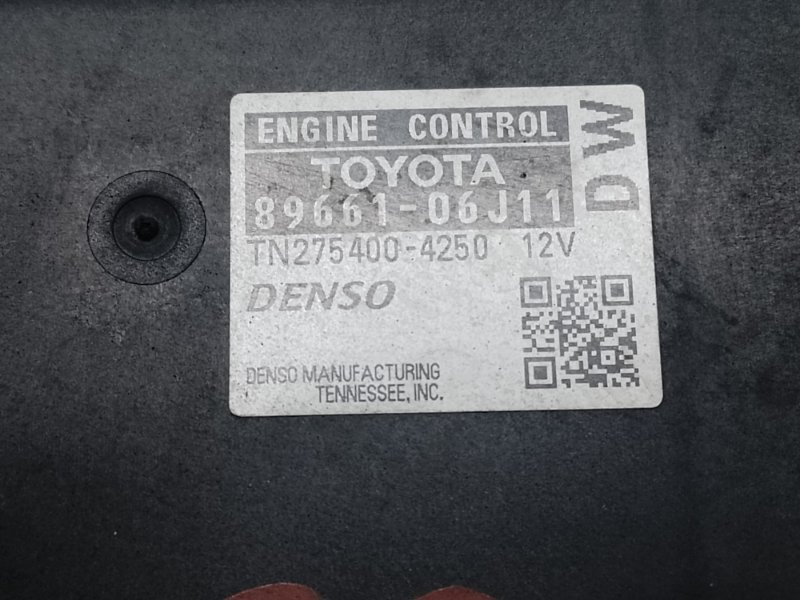 ENGINE CONTROL
TOYOTA
89661-06J11
TN275400-4250 12V
DENSO
DENSO MANUFACTURING
TENNESSEE, INC.
DW